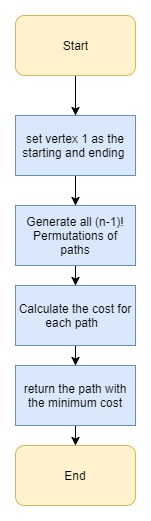 Start
set vertex 1 as the
starting and ending
Generate all (n-1)!
Permutations of
paths
Calculate the cost for
each path
return the path with
the minimum cost
End